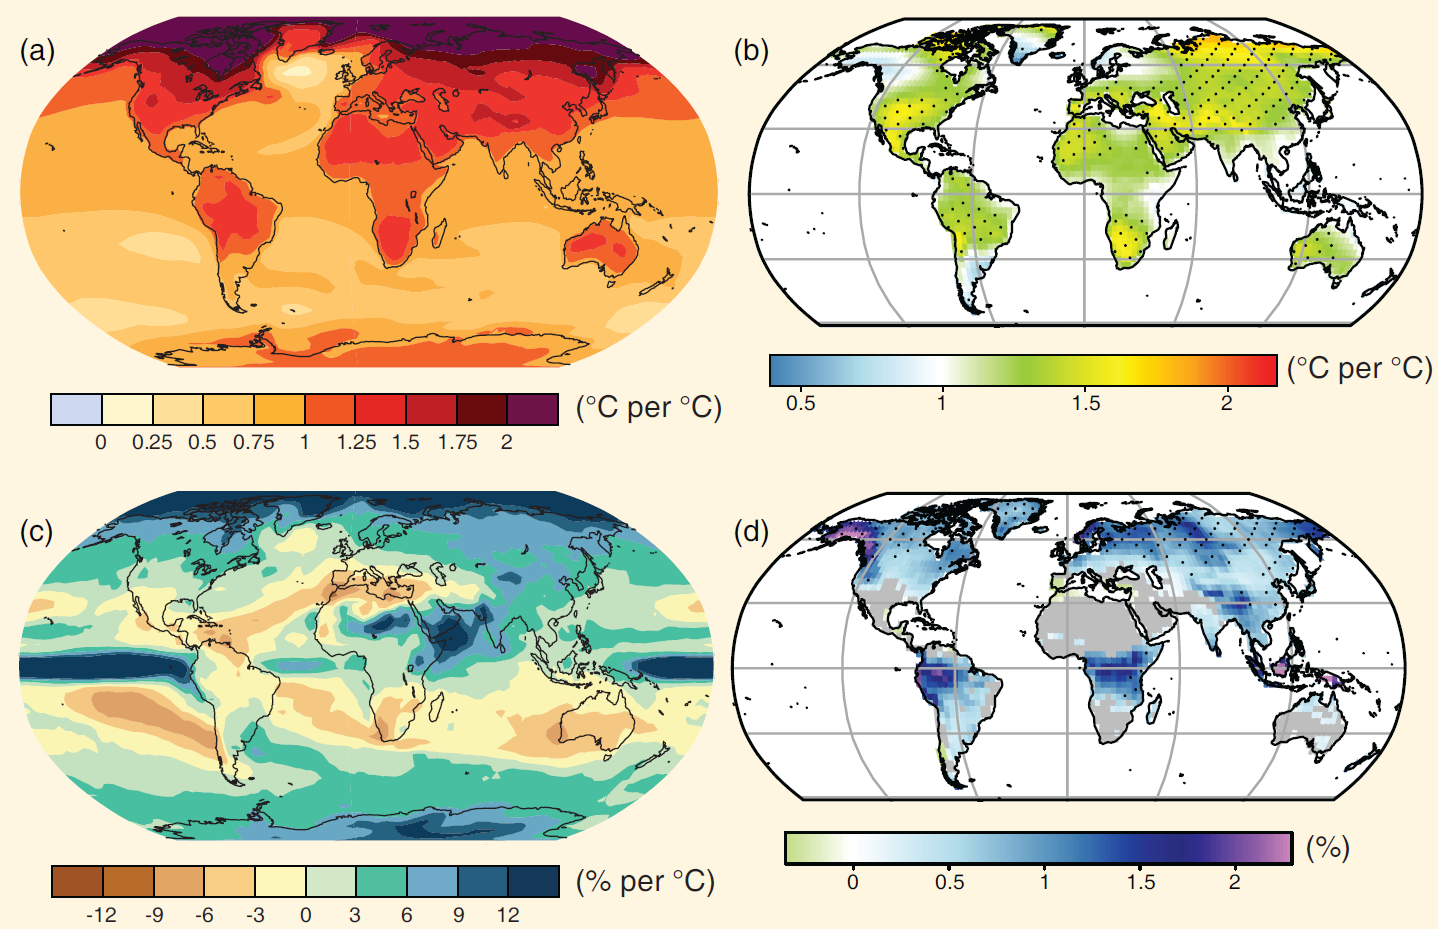 (a)
(b)
(°C per °C)
0 0.25 0.5 0.75 1 1.25 1.5 1.75 2
(°C per °C)
0.5 1 1.5 2
(c)
(d)
(% per °C)
-12 -9 -6 -3 0 3 6 9 12
(%)
0 0.5 1 1.5 2